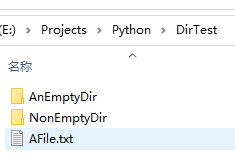 (E:) › Projects › Python › DirTest
名称
AnEmptyDir
NonEmptyDir
AFile.txt